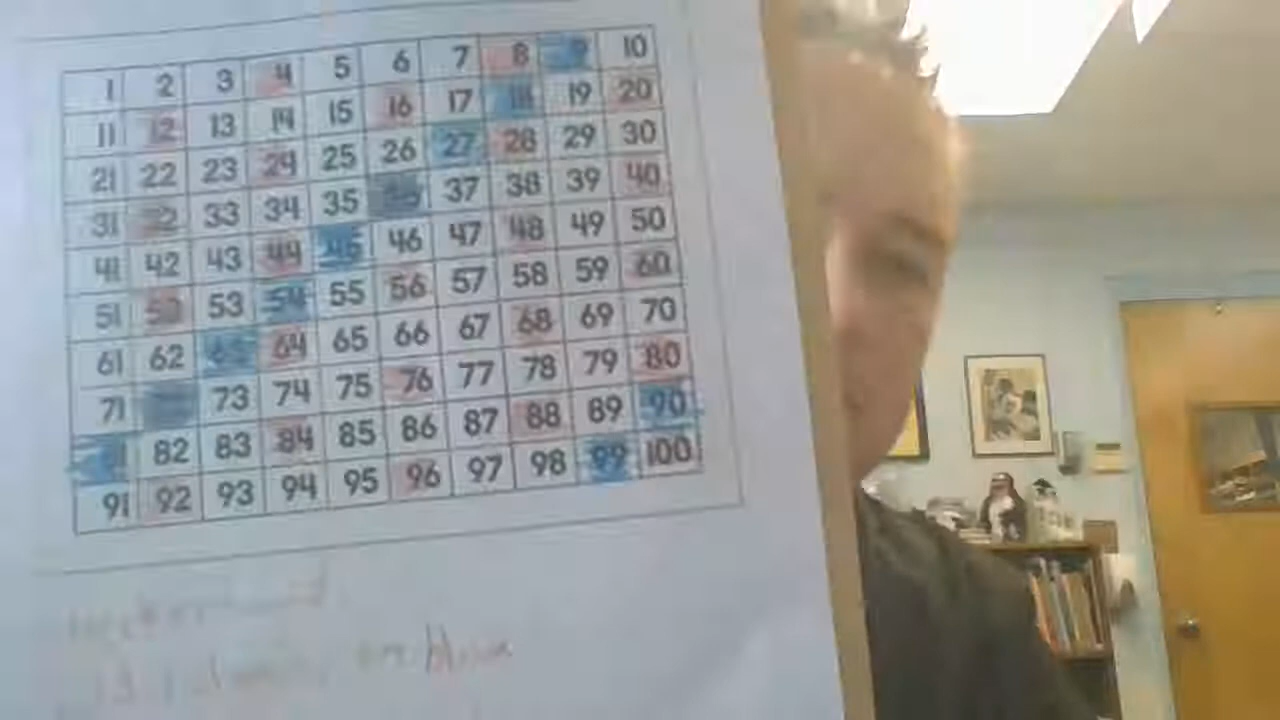 1 2 3 4 5 6 7 8 9 10
11 12 13 14 15 16 17 18 19 20
21 22 23 24 25 26 27 28 29 30
31 32 33 34 35 36 37 38 39 40
41 42 43 44 45 46 47 48 49 50
51 52 53 54 55 56 57 58 59 60
61 62 63 64 65 66 67 68 69 70
71 73 74 75 76 77 78 79 80
82 83 84 85 86 87 88 89 90
91 92 93 94 95 96 97 98 99 100
are blue